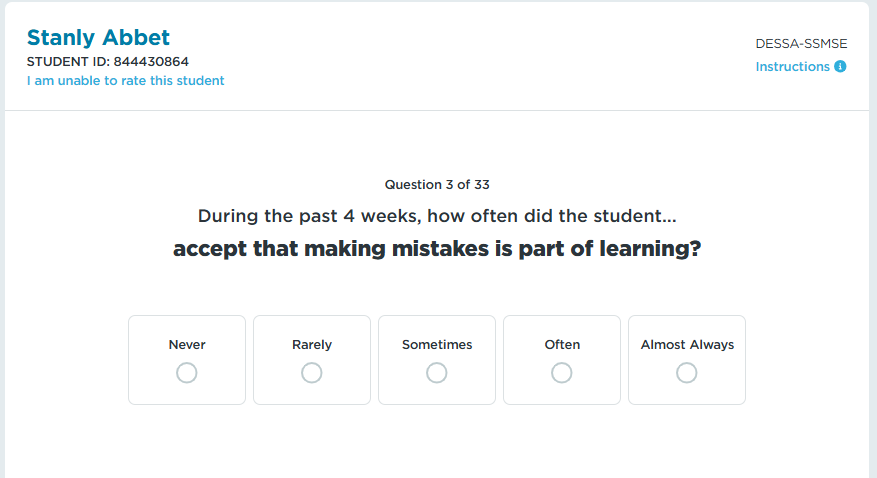 Stanly Abbet
STUDENT ID: 844430864
I am unable to rate this student
DESSA-SSMSE
Instructions
Question 3 of 33
During the past 4 weeks, how often did the student...
accept that making mistakes is part of learning?
Never
Rarely
Sometimes
Often
Almost Always